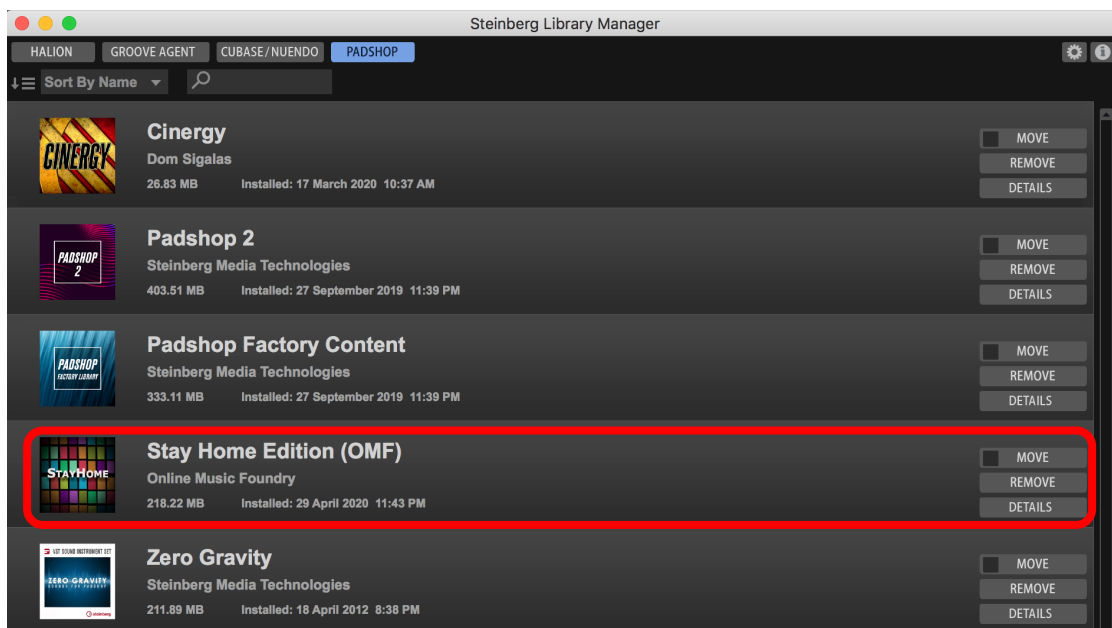 Steinberg Library Manager
HALION GROOVE AGENT CUBASE/NUENDO PADSHOP
Sort By Name
CINERGY
Cinergy
Dom Sigalas
26.83 MB Installed: 17 March 2020 10:37 AM
MOVE
REMOVE
DETAILS
PADSHOP
2
Padshop 2
Steinberg Media Technologies
403.51 MB Installed: 27 September 2019 11:39 PM
MOVE
REMOVE
DETAILS
PADSHOP
FACTORY LIBRARY
Padshop Factory Content
Steinberg Media Technologies
333.11 MB Installed: 27 September 2019 11:39 PM
MOVE
REMOVE
DETAILS
STAYHOME
Stay Home Edition (OMF)
Online Music Foundry
218.22 MB Installed: 29 April 2020 11:43 PM
MOVE
REMOVE
DETAILS
VST SOUND INSTRUMENT SET
ZERO GRAVITY
steinberg
Zero Gravity
Steinberg Media Technologies
211.89 MB Installed: 18 April 2012 8:38 PM
MOVE
REMOVE
DETAILS